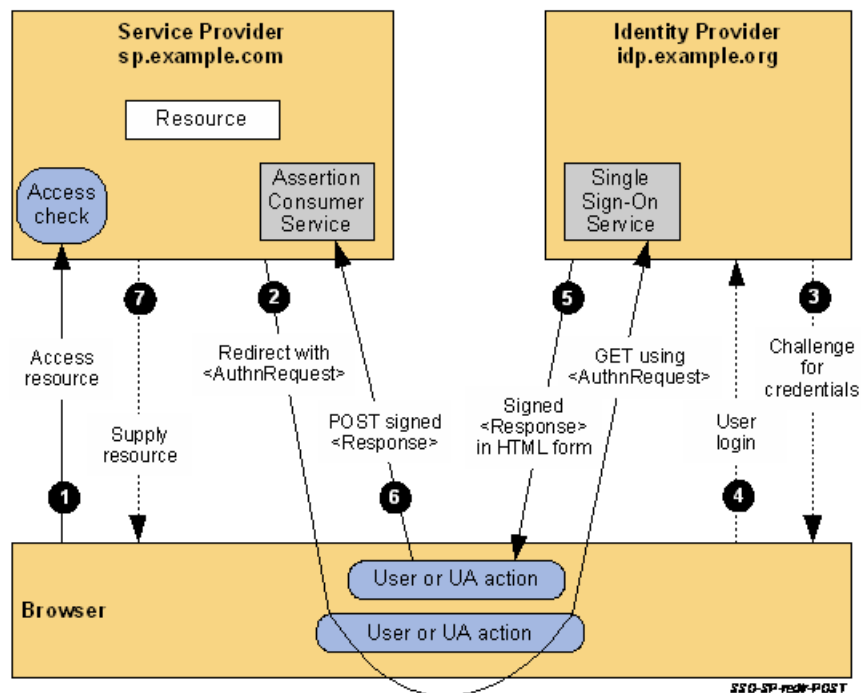 Service Provider
sp.example.com
Identity Provider
idp.example.org
Resource
Access
check
Assertion
Consumer
Service
Single
Sign-On
Service
7
2
5
3
Access
resource
Redirect with
<AuthnRequest>
GET using
<AuthnRequest>
Challenge
for
credentials
Supply
resource
POST signed
<Response>
Signed
<Response>
in HTML form
User
login
1
6
4
User or UA action
Browser
User or UA action
SSO-SP-redir-POST